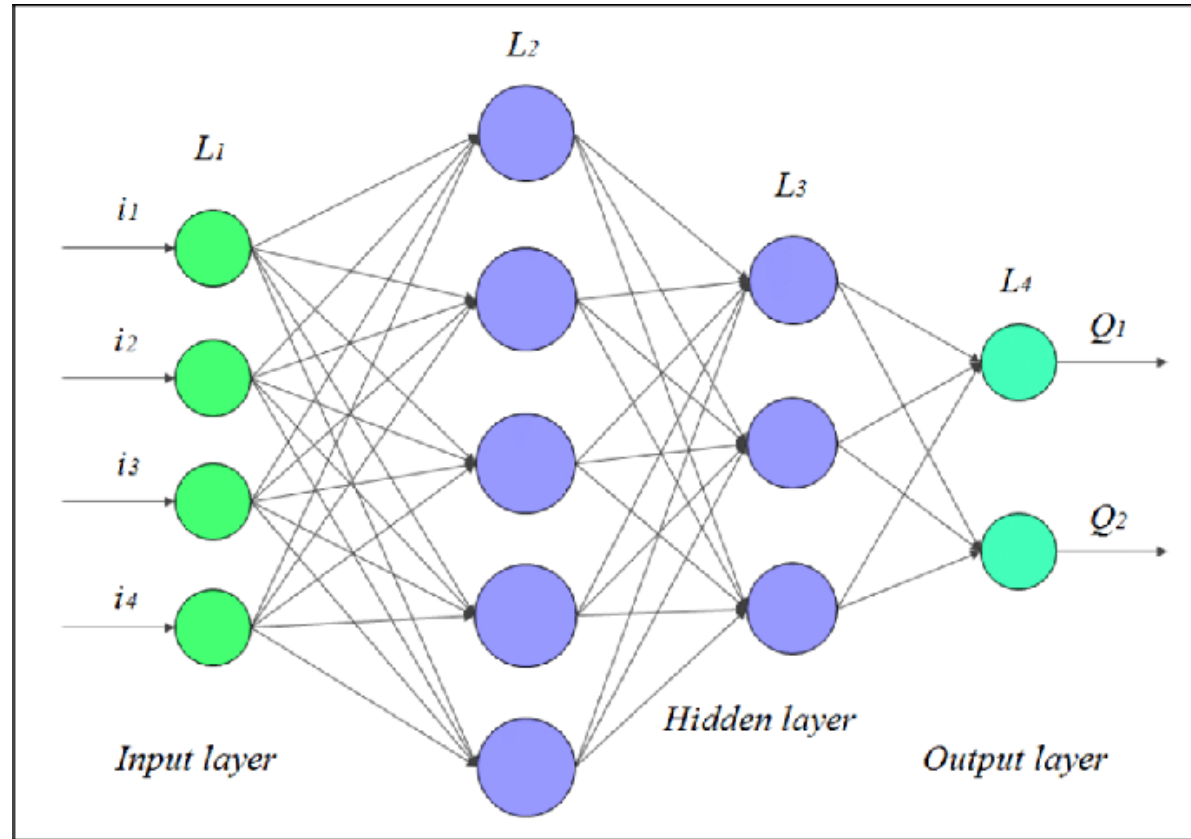 L2
L1
L3
i1
L4
Q1
i2
i3
Q2
i4
Hidden layer
Input layer
Output layer